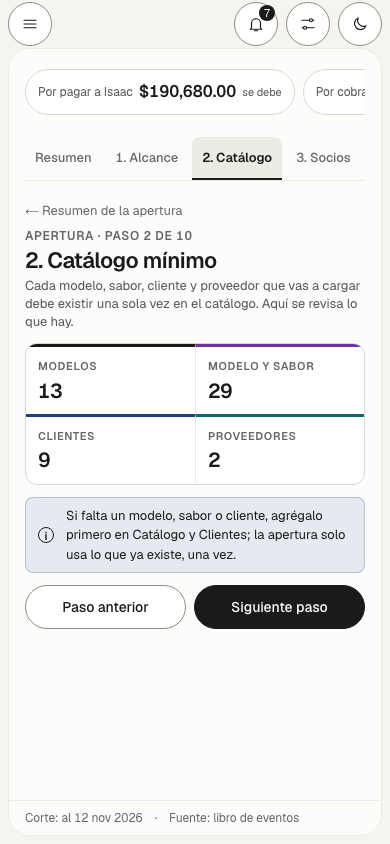 7
Por pagar a Isaac $190,680.00 se debe
Por cobra
Resumen 1. Alcance 2. Catálogo 3. Socios
← Resumen de la apertura
APERTURA · PASO 2 DE 10
2. Catálogo mínimo
Cada modelo, sabor, cliente y proveedor que vas a cargar
debe existir una sola vez en el catálogo. Aquí se revisa lo
que hay.
MODELOS
13
MODELO Y SABOR
29
CLIENTES
9
PROVEEDORES
2
Si falta un modelo, sabor o cliente, agrégalo
primero en Catálogo y Clientes; la apertura solo
usa lo que ya existe, una vez.
Paso anterior
Siguiente paso
Corte: al 12 nov 2026 · Fuente: libro de eventos